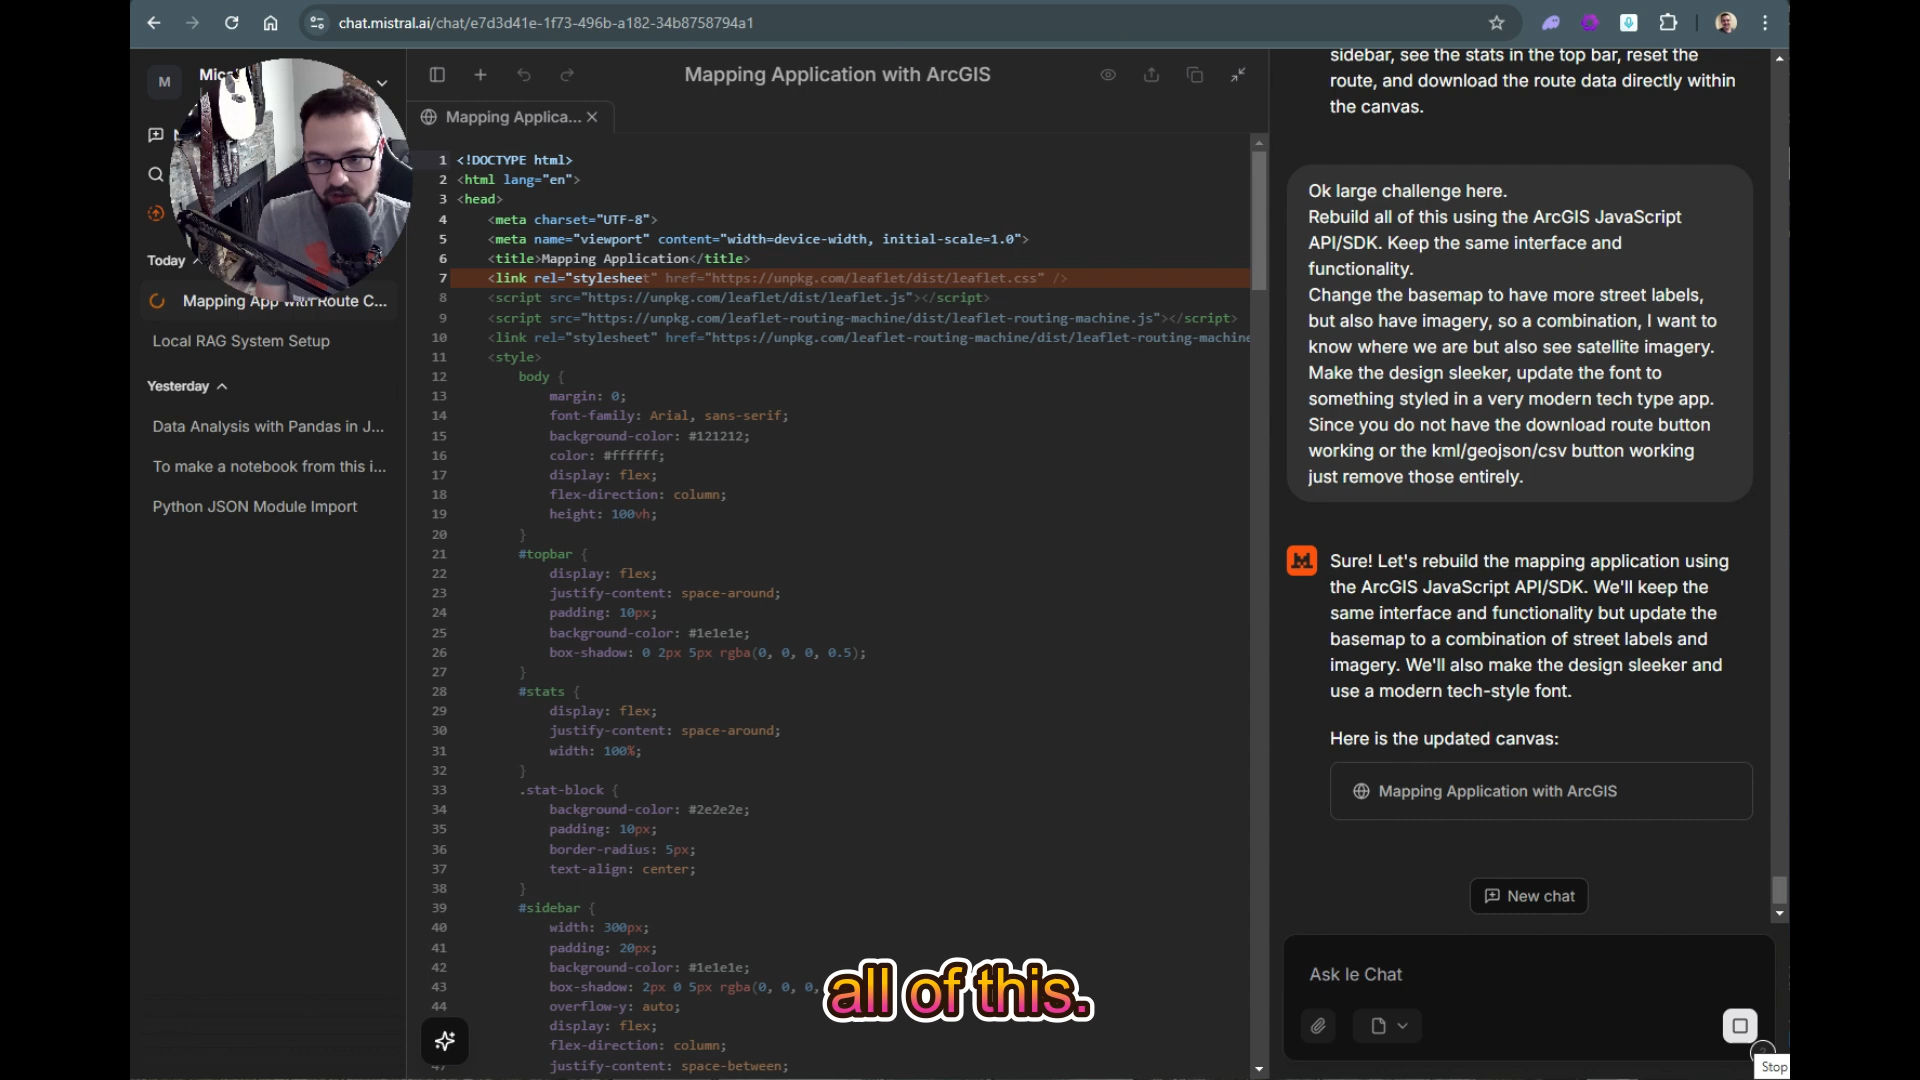 chat.mistral.ai/chat/e7d3d41e-1f73-496b-a182-34b8758794a1
M
Today
Mapping App with Route C...
Local RAG System Setup
Yesterday
Data Analysis with Pandas in J...
To make a notebook from this i...
Python JSON Module Import
Mapping Application with ArcGIS
Mapping Applica...
1 <!DOCTYPE html>
2 <html lang="en">
3 <head>
4 <meta charset="UTF-8">
5 <meta name="viewport" content="width=device-width, initial-scale=1.0">
6 <title>Mapping Application</title>
7 <link rel="stylesheet" href="https://unpkg.com/leaflet/dist/leaflet.css" />
8 <script src="https://unpkg.com/leaflet/dist/leaflet.js"></script>
9 <script src="https://unpkg.com/leaflet-routing-machine/dist/leaflet-routing-machine.js"></script>
10 <link rel="stylesheet" href="https://unpkg.com/leaflet-routing-machine/dist/leaflet-routing-machine
11 <style>
12 body {
13 margin: 0;
14 font-family: Arial, sans-serif;
15 background-color: #121212;
16 color: #ffffff;
17 display: flex;
18 flex-direction: column;
19 height: 100vh;
20 }
21 #topbar {
22 display: flex;
23 justify-content: space-around;
24 padding: 10px;
25 background-color: #1e1e1e;
26 box-shadow: 0 2px 5px rgba(0, 0, 0, 0.5);
27 }
28 #stats {
29 display: flex;
30 justify-content: space-around;
31 width: 100%;
32 }
33 .stat-block {
34 background-color: #2e2e2e;
35 padding: 10px;
36 border-radius: 5px;
37 text-align: center;
38 }
39 #sidebar {
40 width: 300px;
41 padding: 20px;
42 background-color: #1e1e1e;
43 box-shadow: 2px 0 5px rgba(0, 0, 0,
44 overflow-y: auto;
display: flex;
flex-direction: column;
justify-content: space-between;
all of this.
sidebar, see the stats in the top bar, reset the
route, and download the route data directly within
the canvas.
Ok large challenge here.
Rebuild all of this using the ArcGIS JavaScript
API/SDK. Keep the same interface and
functionality.
Change the basemap to have more street labels,
but also have imagery, so a combination, I want to
know where we are but also see satellite imagery.
Make the design sleeker, update the font to
something styled in a very modern tech type app.
Since you do not have the download route button
working or the kml/geojson/csv button working
just remove those entirely.
Sure! Let's rebuild the mapping application using
the ArcGIS JavaScript API/SDK. We'll keep the
same interface and functionality but update the
basemap to a combination of street labels and
imagery. We'll also make the design sleeker and
use a modern tech-style font.
Here is the updated canvas:
Mapping Application with ArcGIS
New chat
Ask le Chat
Stop